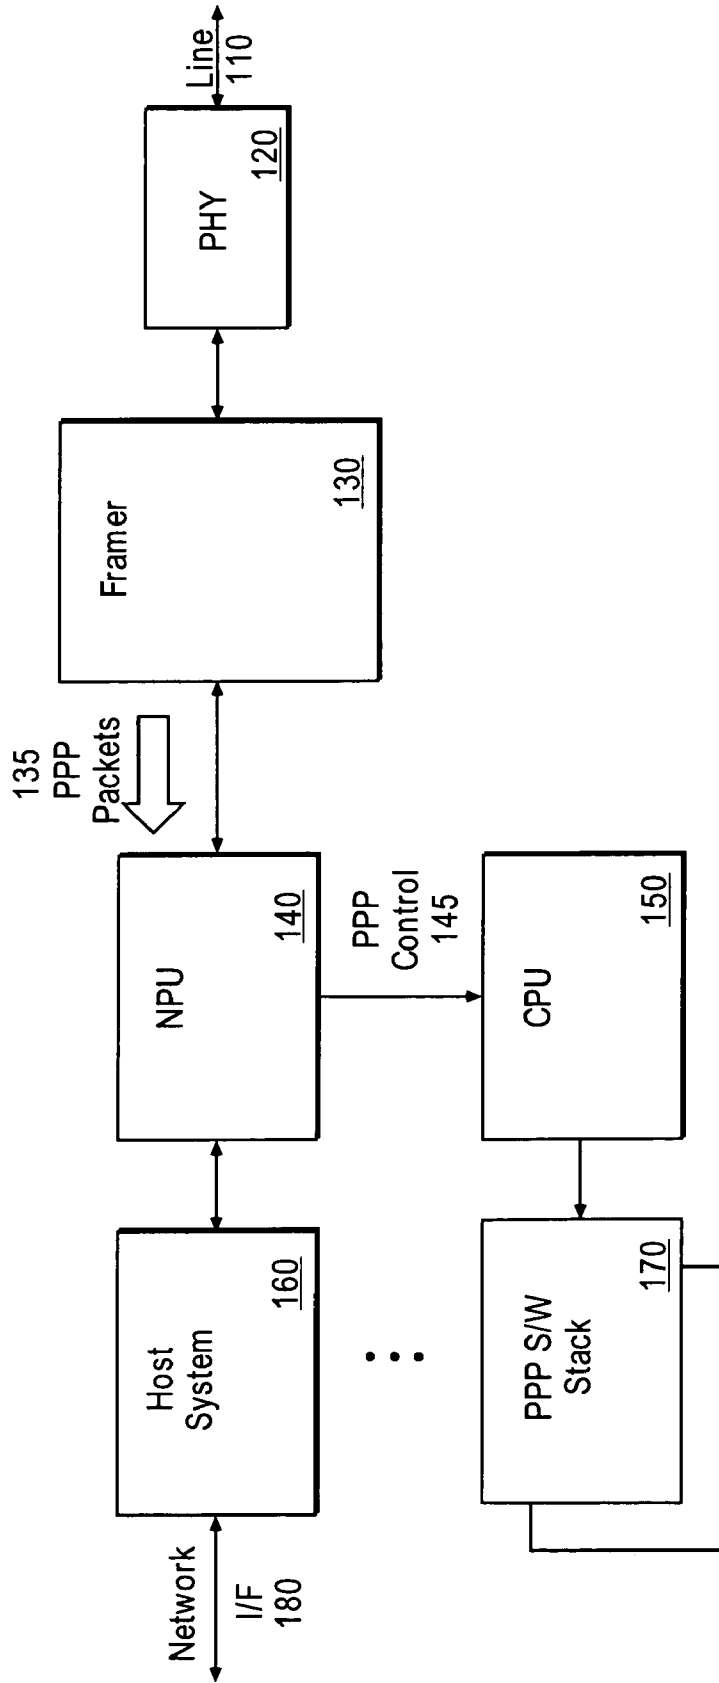 Line
110
PHY
120
Framer
130
135
PPP
Packets
NPU
140
PPP
Control
145
CPU
150
Host
System
160
PPP S/W
Stack
170
Network
I/F
180